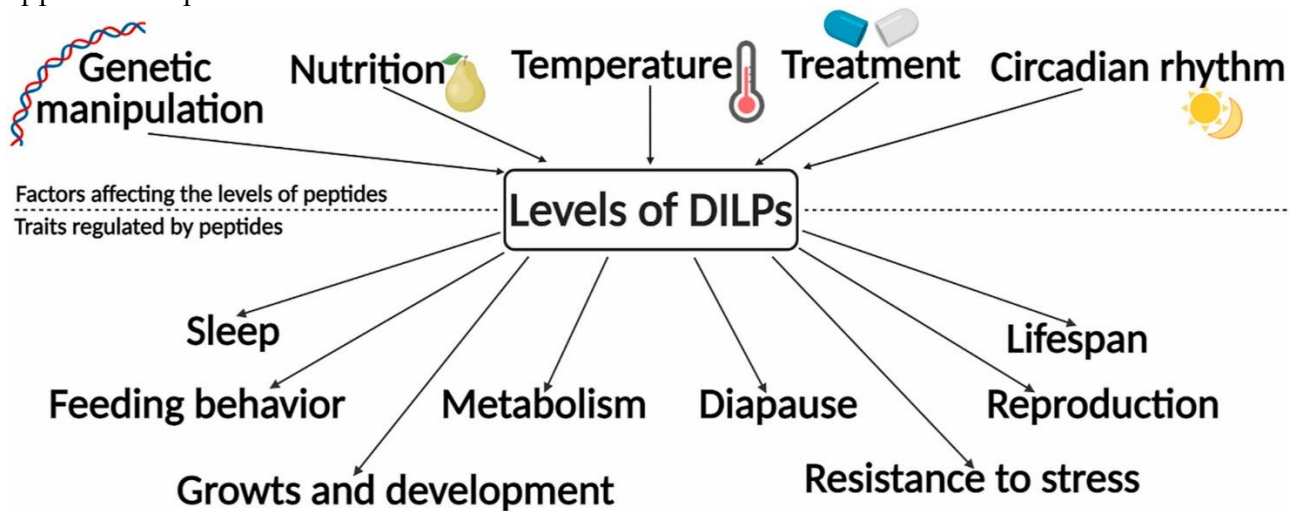 Genetic
manipulation
Nutrition
Temperature
Treatment
Circadian rhythm
Factors affecting the levels of peptides
Traits regulated by peptides
Levels of DILPs
Sleep
Lifespan
Feeding behavior
Metabolism
Diapause
Reproduction
Growts and development
Resistance to stress